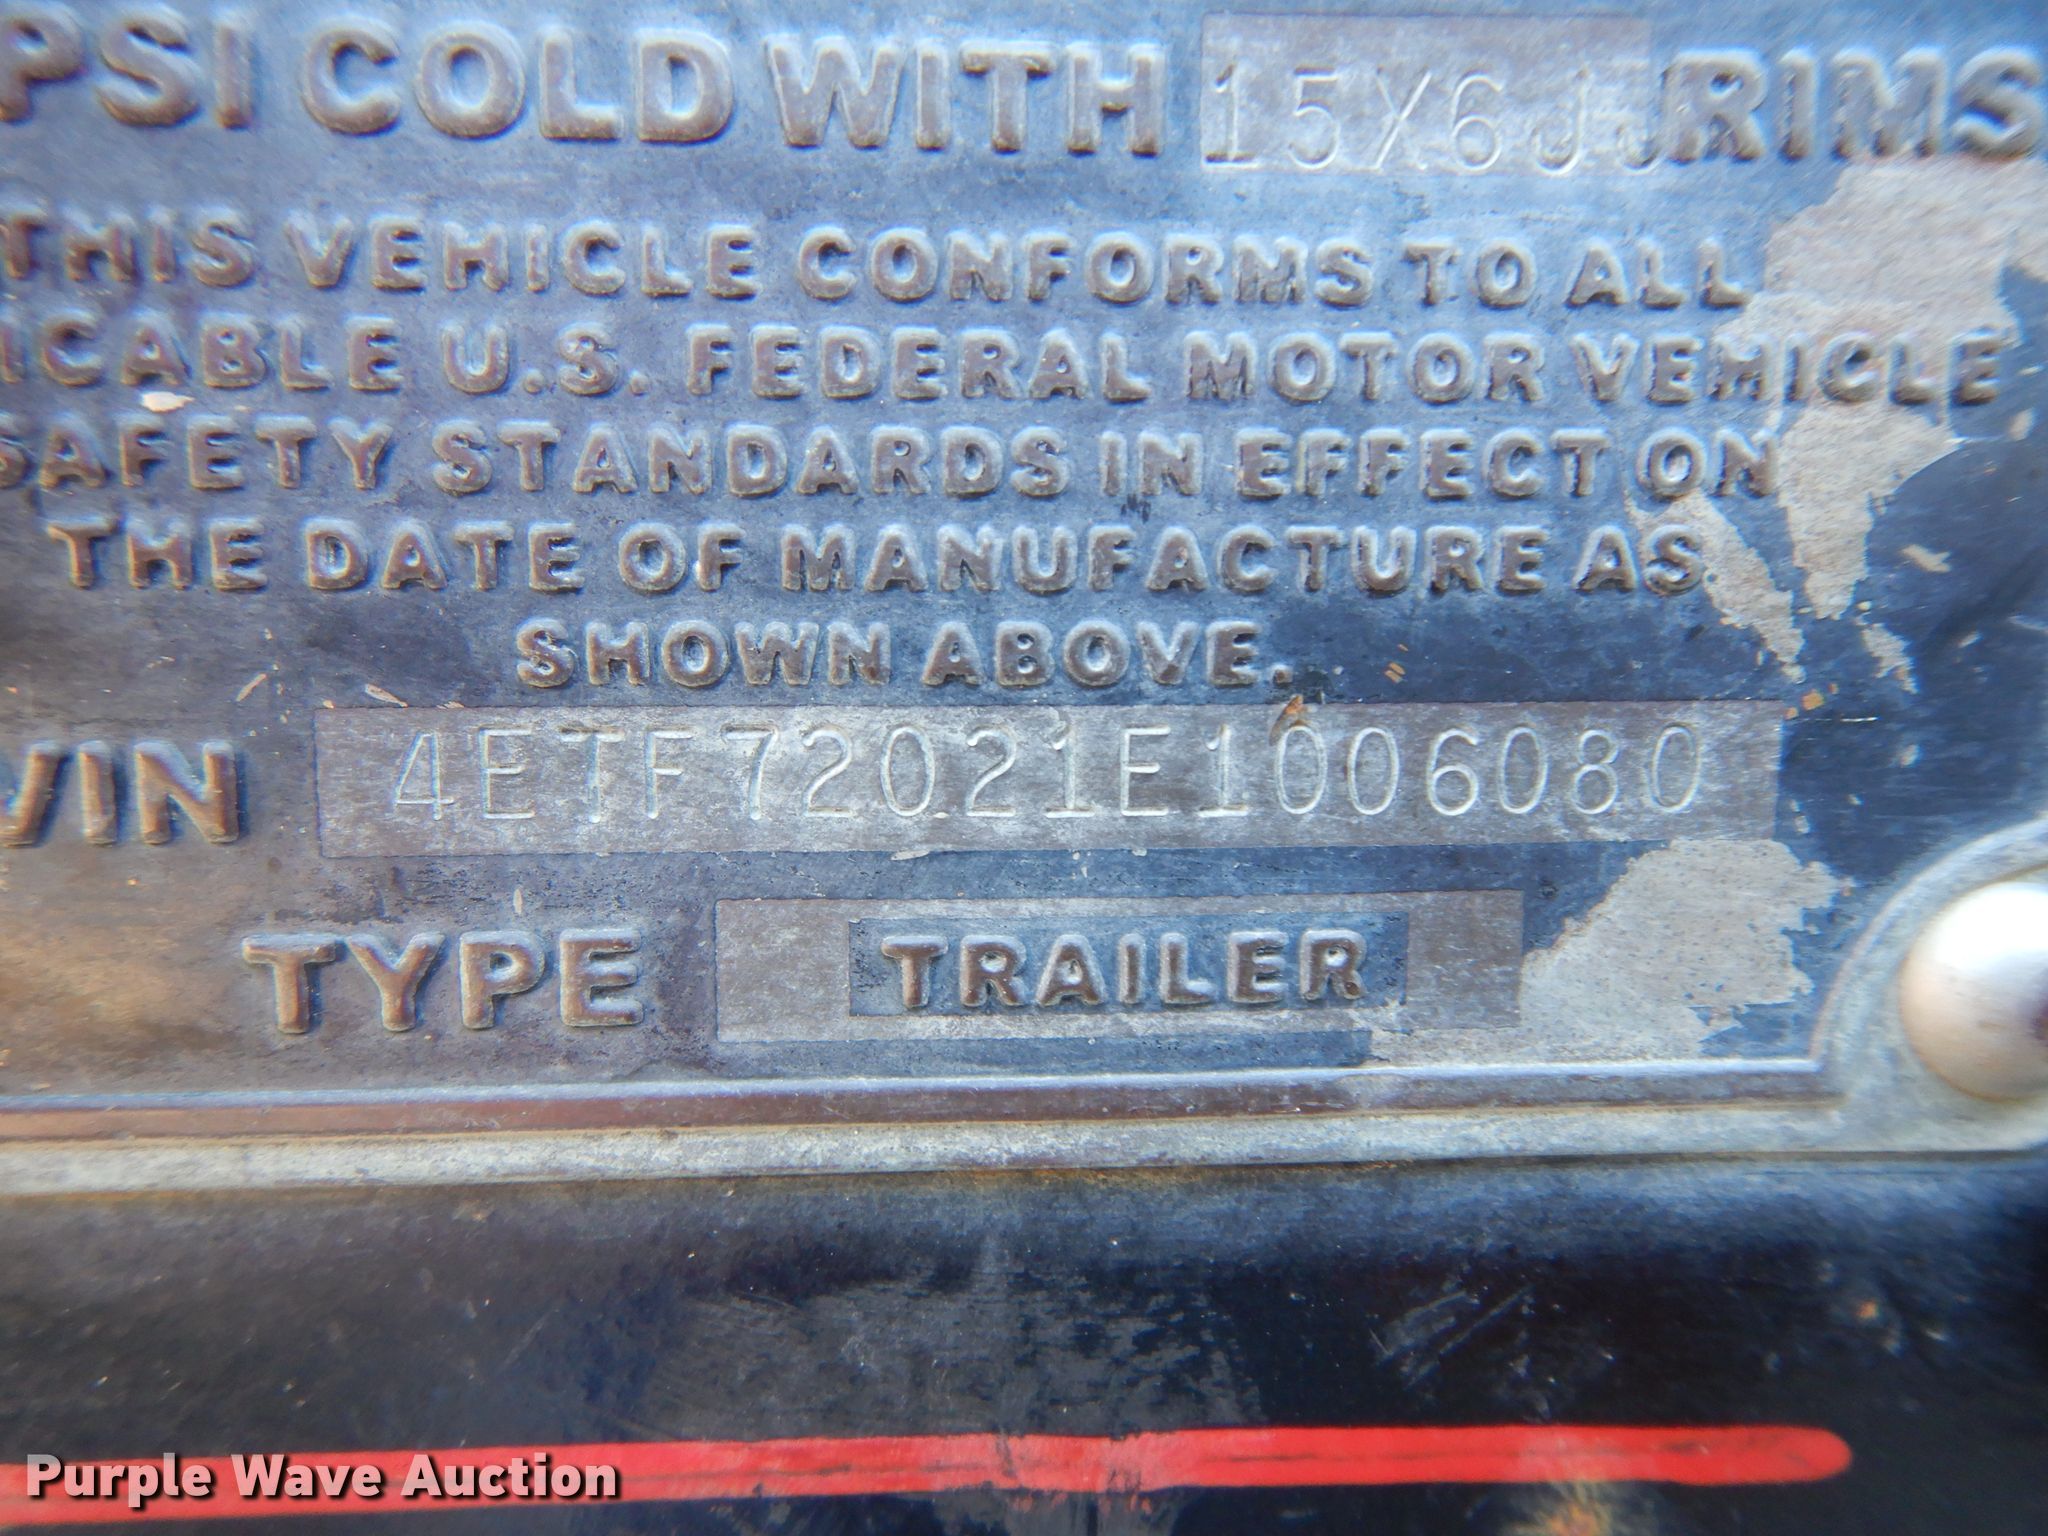 PSI COLD WITH 15X6JJ RIMS
THIS VEHICLE CONFORMS TO ALL
ICABLE U.S. FEDERAL MOTOR VEHICLE
SAFETY STANDARDS IN EFFECT ON
THE DATE OF MANUFACTURE AS
SHOWN ABOVE.
VIN 4ETF72021E1006080
TYPE TRAILER
Purple Wave Auction